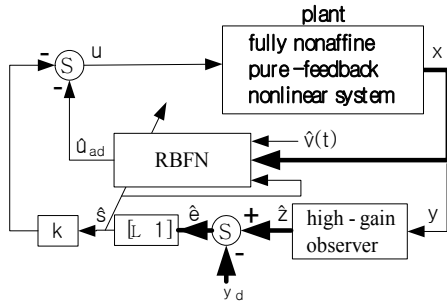 plant
fully nonaffine
pure-feedback
nonlinear system
S
u
x
û_ad
RBFN
v̂(t)
k
ŝ
[L 1]
ê
S
ẑ
high-gain
observer
y
y_d